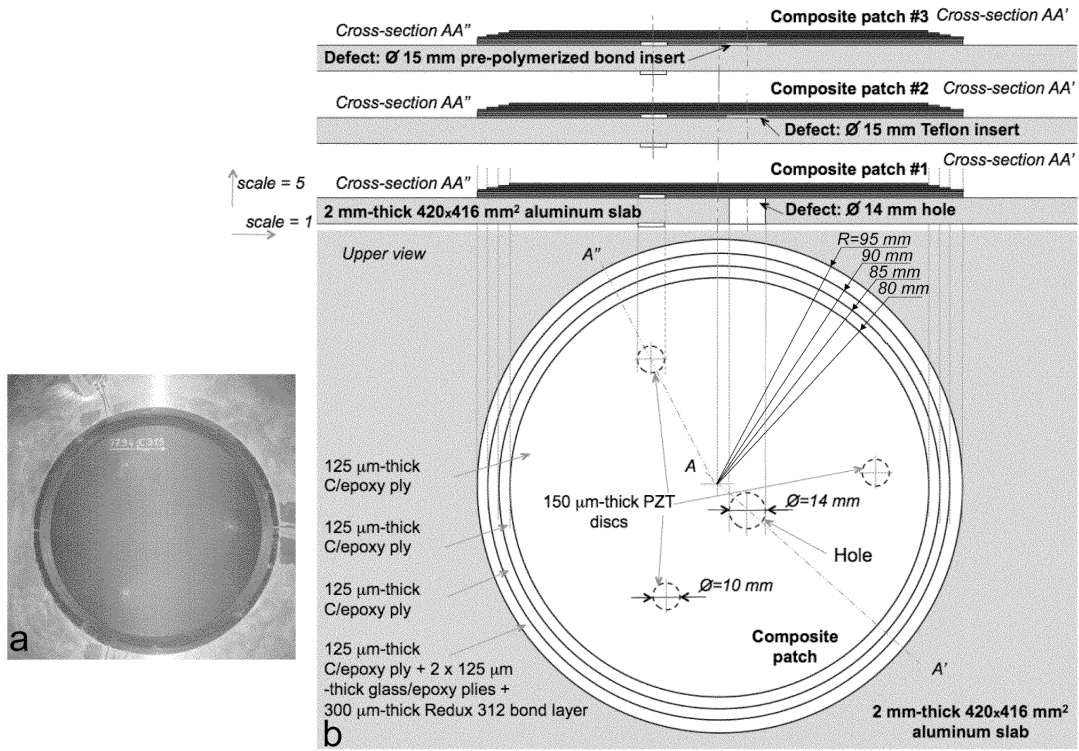 Composite patch #3 Cross-section AA’
Cross-section AA’’
Defect: Ø 15 mm pre-polymerized bond insert
Composite patch #2 Cross-section AA’
Cross-section AA’’
Defect: Ø 15 mm Teflon insert
Composite patch #1 Cross-section AA’
scale = 5
Cross-section AA’’
2 mm-thick 420x416 mm² aluminum slab
Defect: Ø 14 mm hole
scale = 1
Upper view
A’’
R=95 mm
90 mm
85 mm
80 mm
A
125 µm-thick
C/epoxy ply
150 µm-thick PZT
discs
Ø=14 mm
125 µm-thick
C/epoxy ply
Hole
125 µm-thick
C/epoxy ply
Ø=10 mm
Composite
patch
A’
125 µm-thick
C/epoxy ply + 2 x 125 µm
-thick glass/epoxy plies +
300 µm-thick Redux 312 bond layer
2 mm-thick 420x416 mm²
aluminum slab
a
b